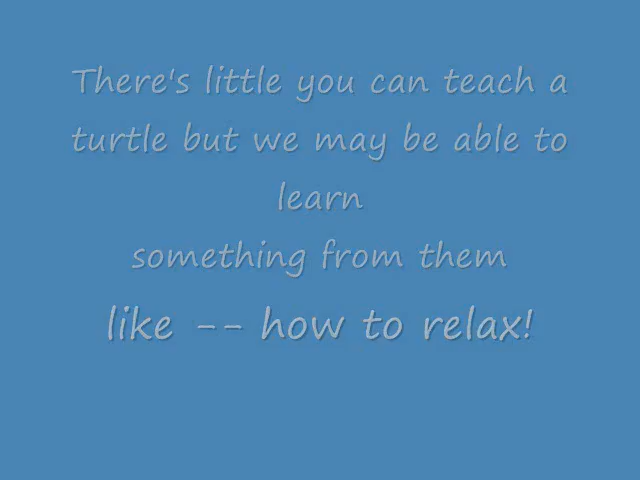 There's little you can teach a
turtle but we may be able to
learn
something from them
like -- how to relax!